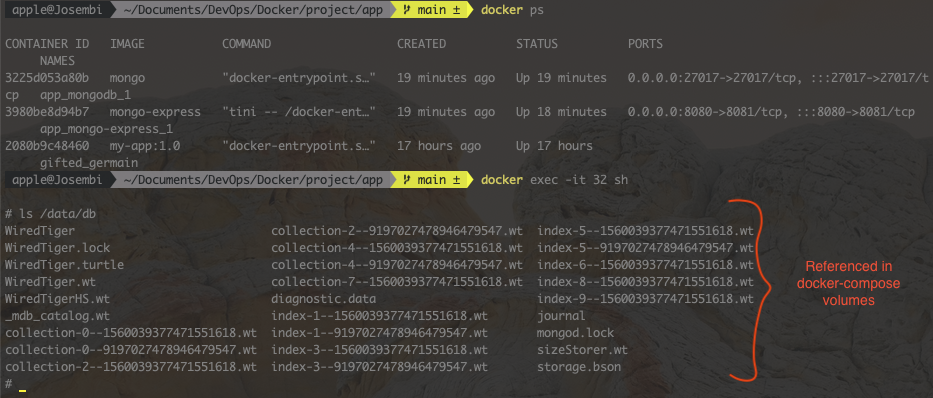 apple@Josembi ~/Documents/DevOps/Docker/project/app main ± docker ps
CONTAINER ID IMAGE COMMAND CREATED STATUS PORTS
NAMES
3225d053a80b mongo "docker-entrypoint.s…" 19 minutes ago Up 19 minutes 0.0.0.0:27017->27017/tcp, :::27017->27017/t
cp app_mongodb_1
3980be8d94b7 mongo-express "tini -- /docker-ent…" 19 minutes ago Up 18 minutes 0.0.0.0:8080->8081/tcp, :::8080->8081/tcp
app_mongo-express_1
2080b9c48460 my-app:1.0 "docker-entrypoint.s…" 17 hours ago Up 17 hours
gifted_germain
apple@Josembi ~/Documents/DevOps/Docker/project/app main ± docker exec -it 32 sh
# ls /data/db
WiredTiger collection-2--9197027478946479547.wt index-5--1560039377471551618.wt
WiredTiger.lock collection-4--1560039377471551618.wt index-5--9197027478946479547.wt
WiredTiger.turtle collection-4--9197027478946479547.wt index-6--1560039377471551618.wt
WiredTiger.wt collection-7--1560039377471551618.wt index-8--1560039377471551618.wt
WiredTigerHS.wt diagnostic.data index-9--1560039377471551618.wt
_mdb_catalog.wt index-1--1560039377471551618.wt journal
collection-0--1560039377471551618.wt index-1--9197027478946479547.wt mongod.lock
collection-0--9197027478946479547.wt index-3--1560039377471551618.wt sizeStorer.wt
collection-2--1560039377471551618.wt index-3--9197027478946479547.wt storage.bson
#
Referenced in
docker-compose
volumes